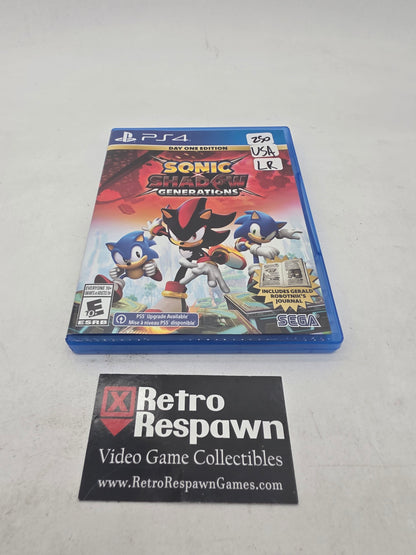 PS4
DAY ONE EDITION
250
USA
LR
SONIC
X
SHADOW
GENERATIONS
INCLUDES GERALD
ROBOTNIK'S
JOURNAL
EVERYONE 10+
E 10+
ESRB
PS5 Upgrade Available
Mise à niveau PS5 disponible
SEGA
X Retro
Respawn
Video Game Collectibles
www.RetroRespawnGames.com